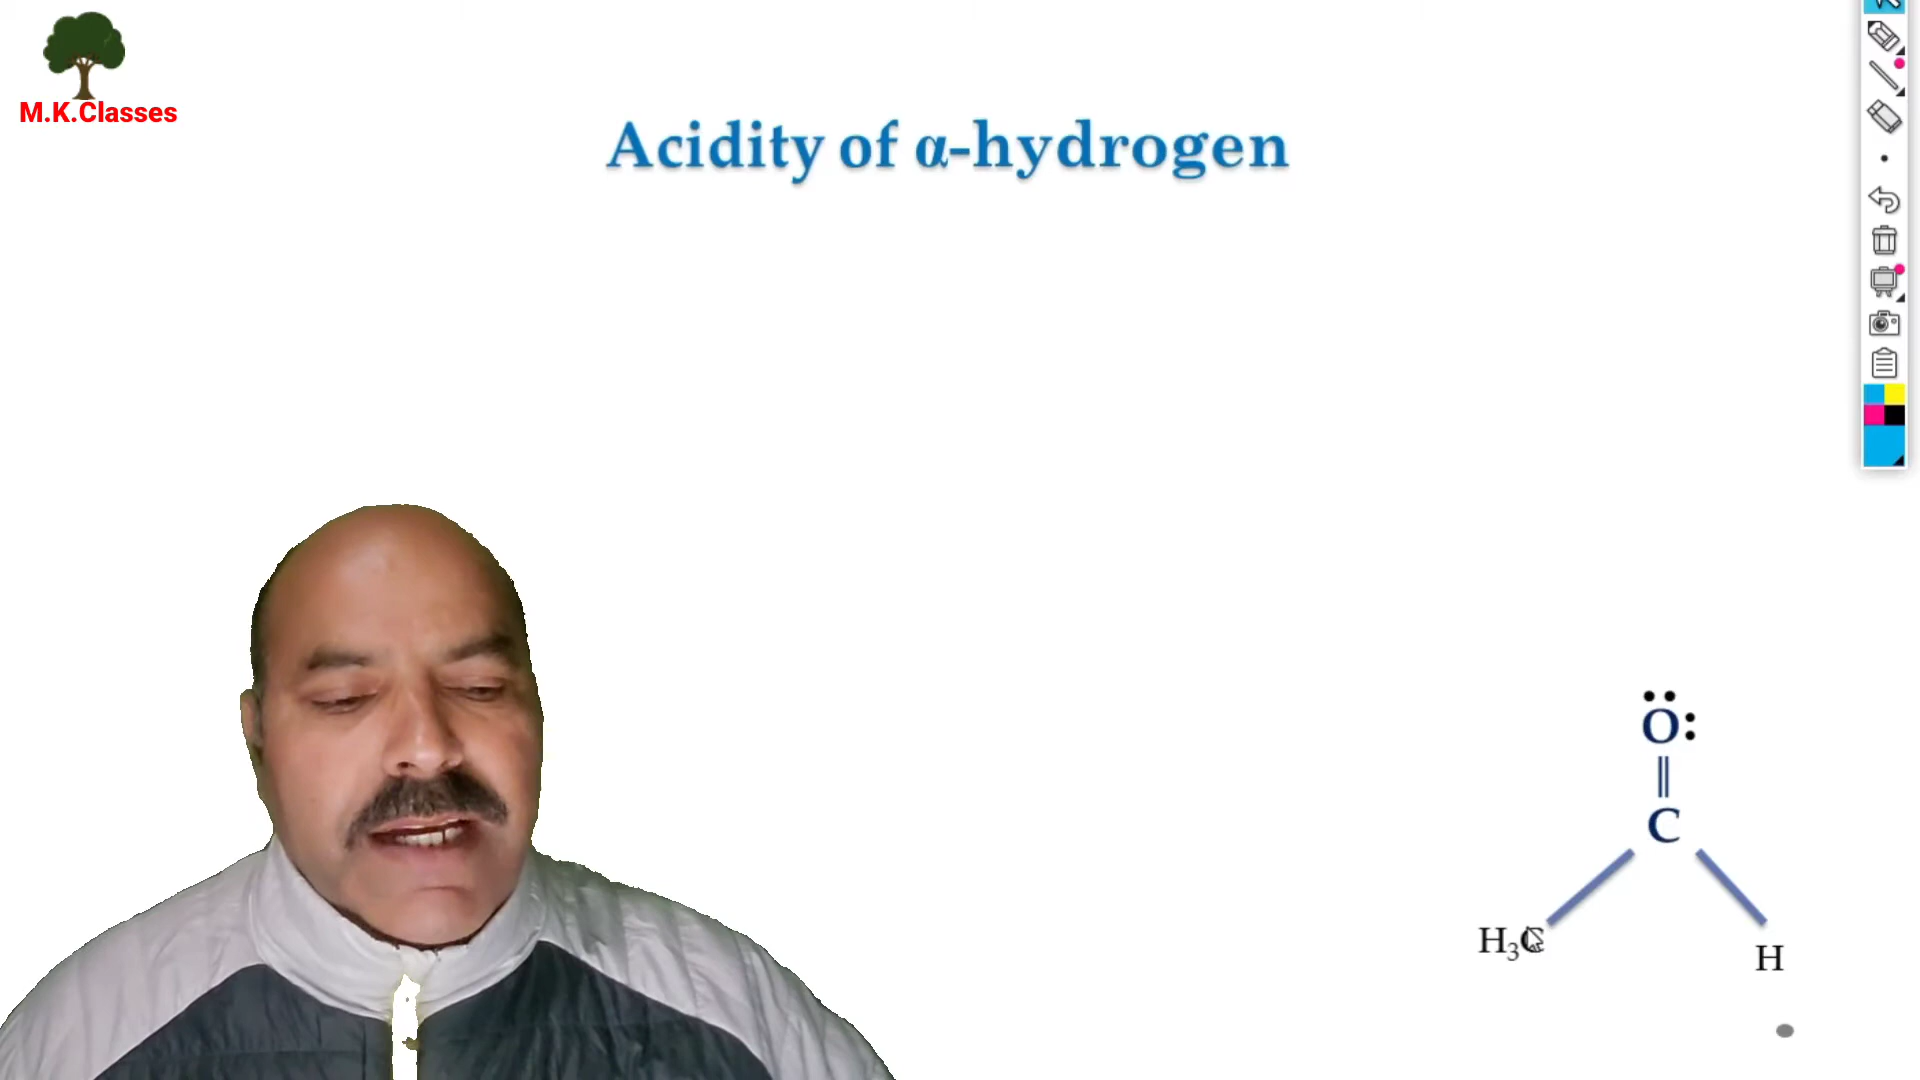 M.K.Classes
Acidity of α-hydrogen
O
C
H₃C
H